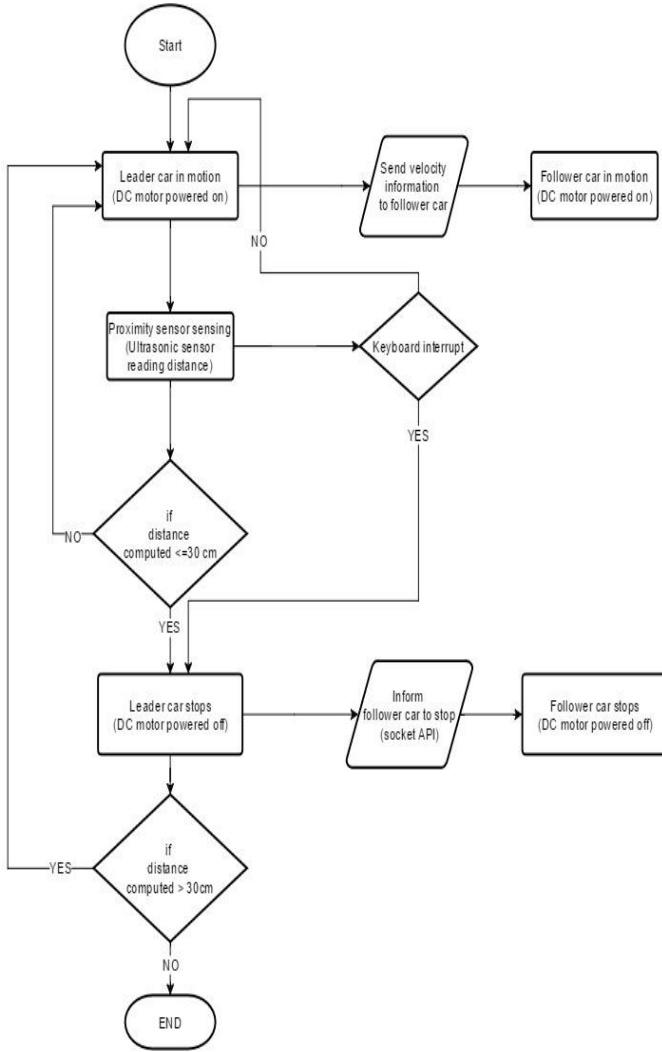 Start
Leader car in motion
(DC motor powered on)
Send velocity
information
to follower car
Follower car in motion
(DC motor powered on)
NO
Proximity sensor sensing
(Ultrasonic sensor
reading distance)
Keyboard interrupt
YES
if
distance
computed <=30 cm
NO
YES
Leader car stops
(DC motor powered off)
Inform
follower car to stop
(socket API)
Follower car stops
(DC motor powered off)
if
distance
computed > 30cm
YES
NO
END